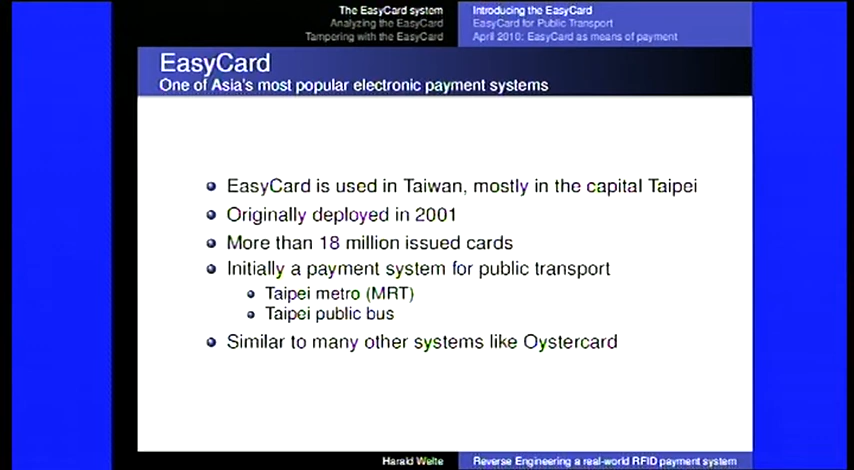 The EasyCard system
Analyzing the EasyCard
Tampering with the EasyCard
Introducing the EasyCard
EasyCard for Public Transport
April 2010: EasyCard as means of payment
EasyCard
One of Asia's most popular electronic payment systems
EasyCard is used in Taiwan, mostly in the capital Taipei
Originally deployed in 2001
More than 18 million issued cards
Initially a payment system for public transport
Taipei metro (MRT)
Taipei public bus
Similar to many other systems like Oystercard
Harald Welte
Reverse Engineering a real-world RFID payment system